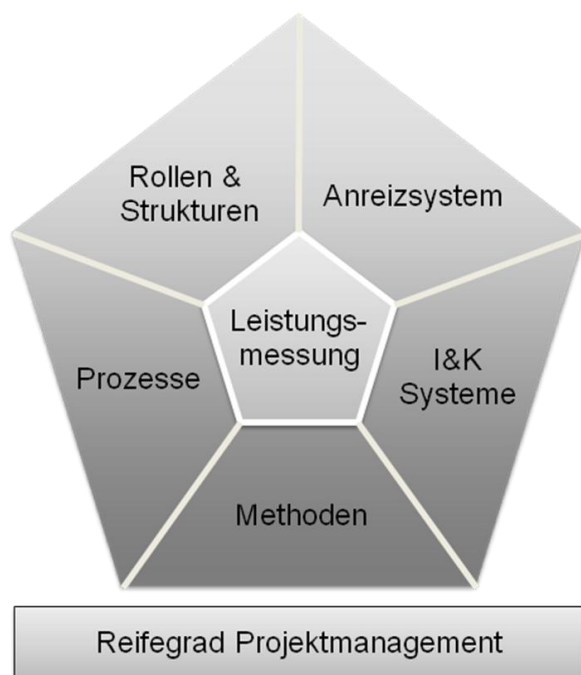 Rollen &
Strukturen
Anreizsystem
Leistungs-
messung
Prozesse
I&K
Systeme
Methoden
Reifegrad Projektmanagement